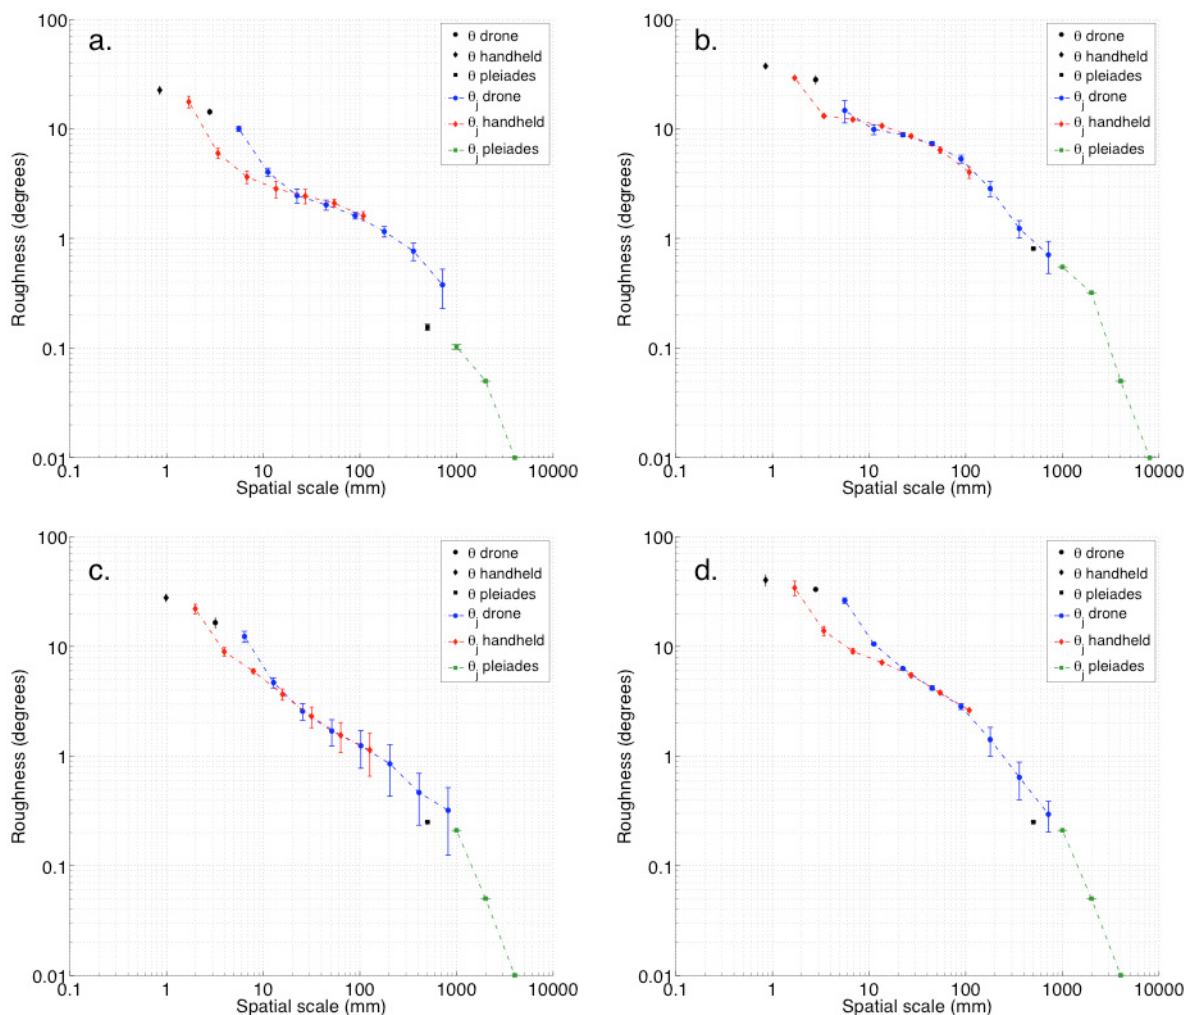 a.
θ drone
θ handheld
θ pleiades
θj drone
θj handheld
θj pleiades
100
10
1
0.1
0.01
Roughness (degrees)
0.1 1 10 100 1000 10000
Spatial scale (mm)
b.
θ drone
θ handheld
θ pleiades
θj drone
θj handheld
θj pleiades
100
10
1
0.1
0.01
Roughness (degrees)
0.1 1 10 100 1000 10000
Spatial scale (mm)
c.
θ drone
θ handheld
θ pleiades
θj drone
θj handheld
θj pleiades
100
10
1
0.1
0.01
Roughness (degrees)
0.1 1 10 100 1000 10000
Spatial scale (mm)
d.
θ drone
θ handheld
θ pleiades
θj drone
θj handheld
θj pleiades
100
10
1
0.1
0.01
Roughness (degrees)
0.1 1 10 100 1000 10000
Spatial scale (mm)